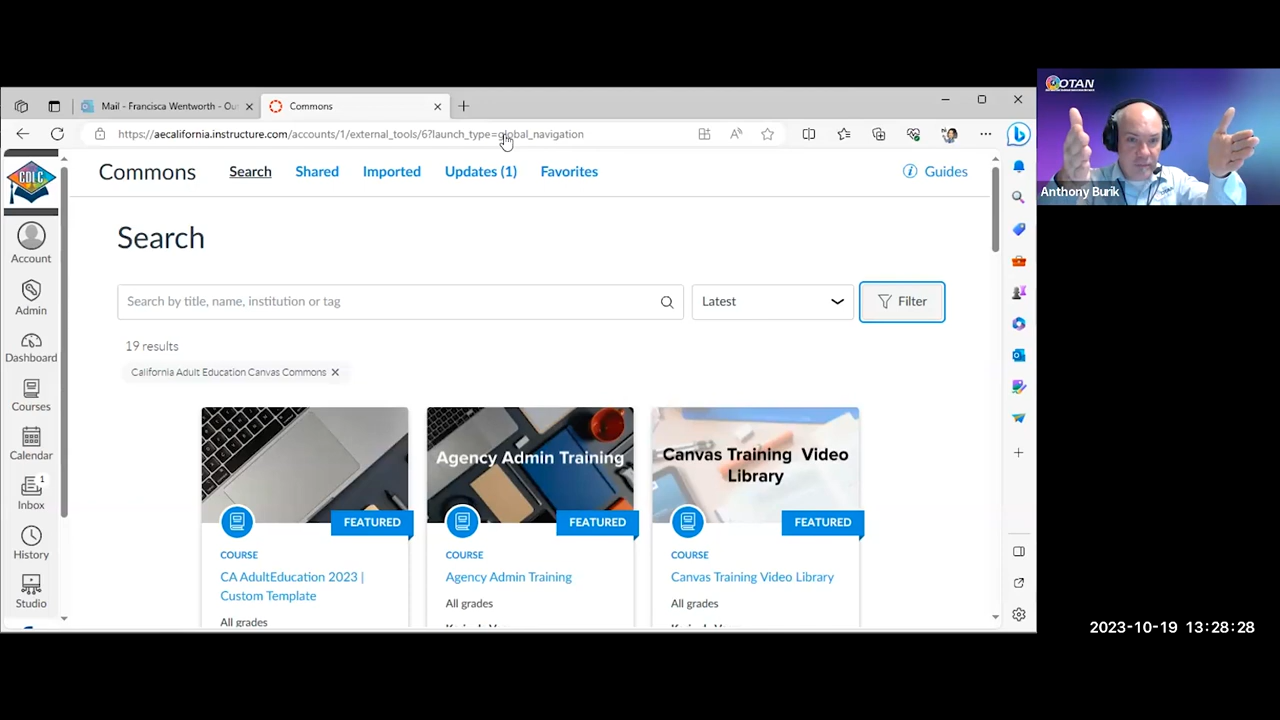 Mail - Francisca Wentworth - Ou
Commons
https://aecalifornia.instructure.com/accounts/1/external_tools/6?launch_type=global_navigation
CDLC
Account
Admin
Dashboard
Courses
Calendar
1
Inbox
History
Studio
Commons
Search
Shared
Imported
Updates (1)
Favorites
Guides
Search
Search by title, name, institution or tag
Latest
Filter
19 results
California Adult Education Canvas Commons
FEATURED
COURSE
CA AdultEducation 2023 |
Custom Template
All grades
Agency Admin Training
FEATURED
COURSE
Agency Admin Training
All grades
Canvas Training Video
Library
FEATURED
COURSE
Canvas Training Video Library
All grades
OTAN
Anthony Burik
2023-10-19 13:28:28